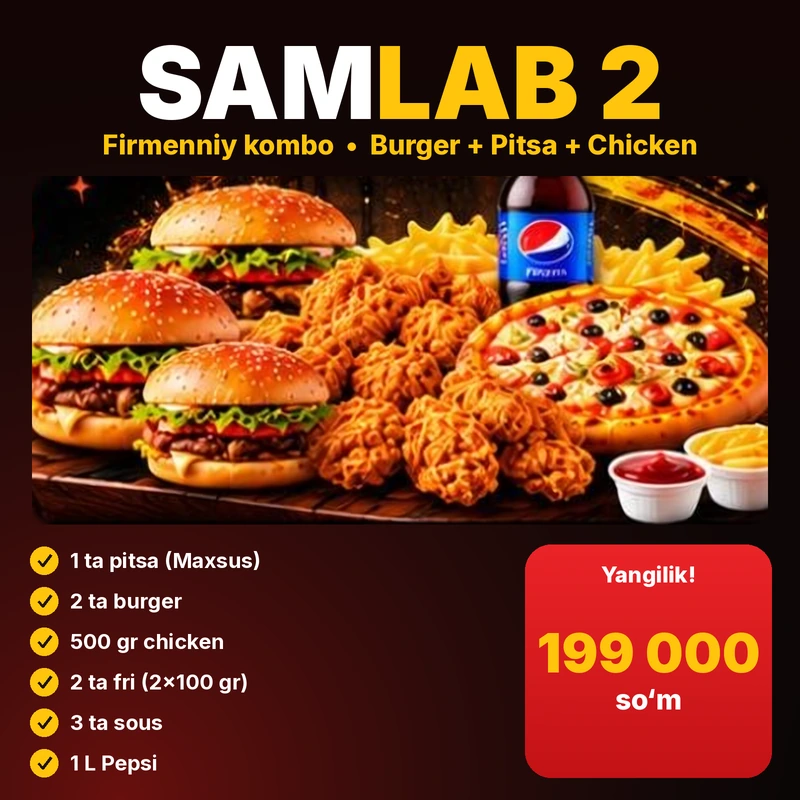 SAMLAB 2
Firmenniy kombo • Burger + Pitsa + Chicken
1 ta pitsa (Maxsus)
2 ta burger
500 gr chicken
2 ta fri (2×100 gr)
3 ta sous
1 L Pepsi
Yangilik!
199 000
so‘m